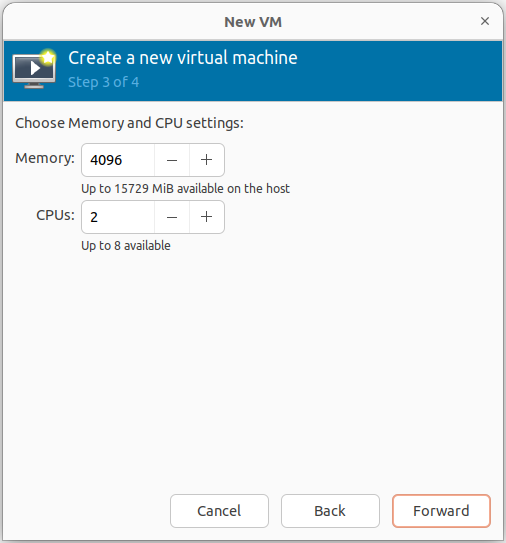 New VM
Create a new virtual machine
Step 3 of 4
Choose Memory and CPU settings:
Memory: 4096 − +
Up to 15729 MiB available on the host
CPUs: 2 − +
Up to 8 available
Cancel Back Forward